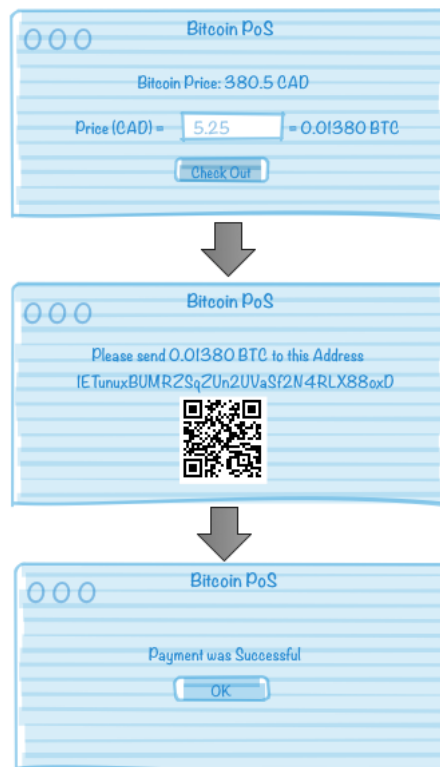 Bitcoin PoS
Bitcoin Price: 380.5 CAD
Price (CAD) = 5.25 = 0.01380 BTC
Check Out
Bitcoin PoS
Please send 0.01380 BTC to this Address
1ETunuxBUMRZSqZUn2UVaSf2N4RLX88oxD
Bitcoin PoS
Payment was Successful
OK